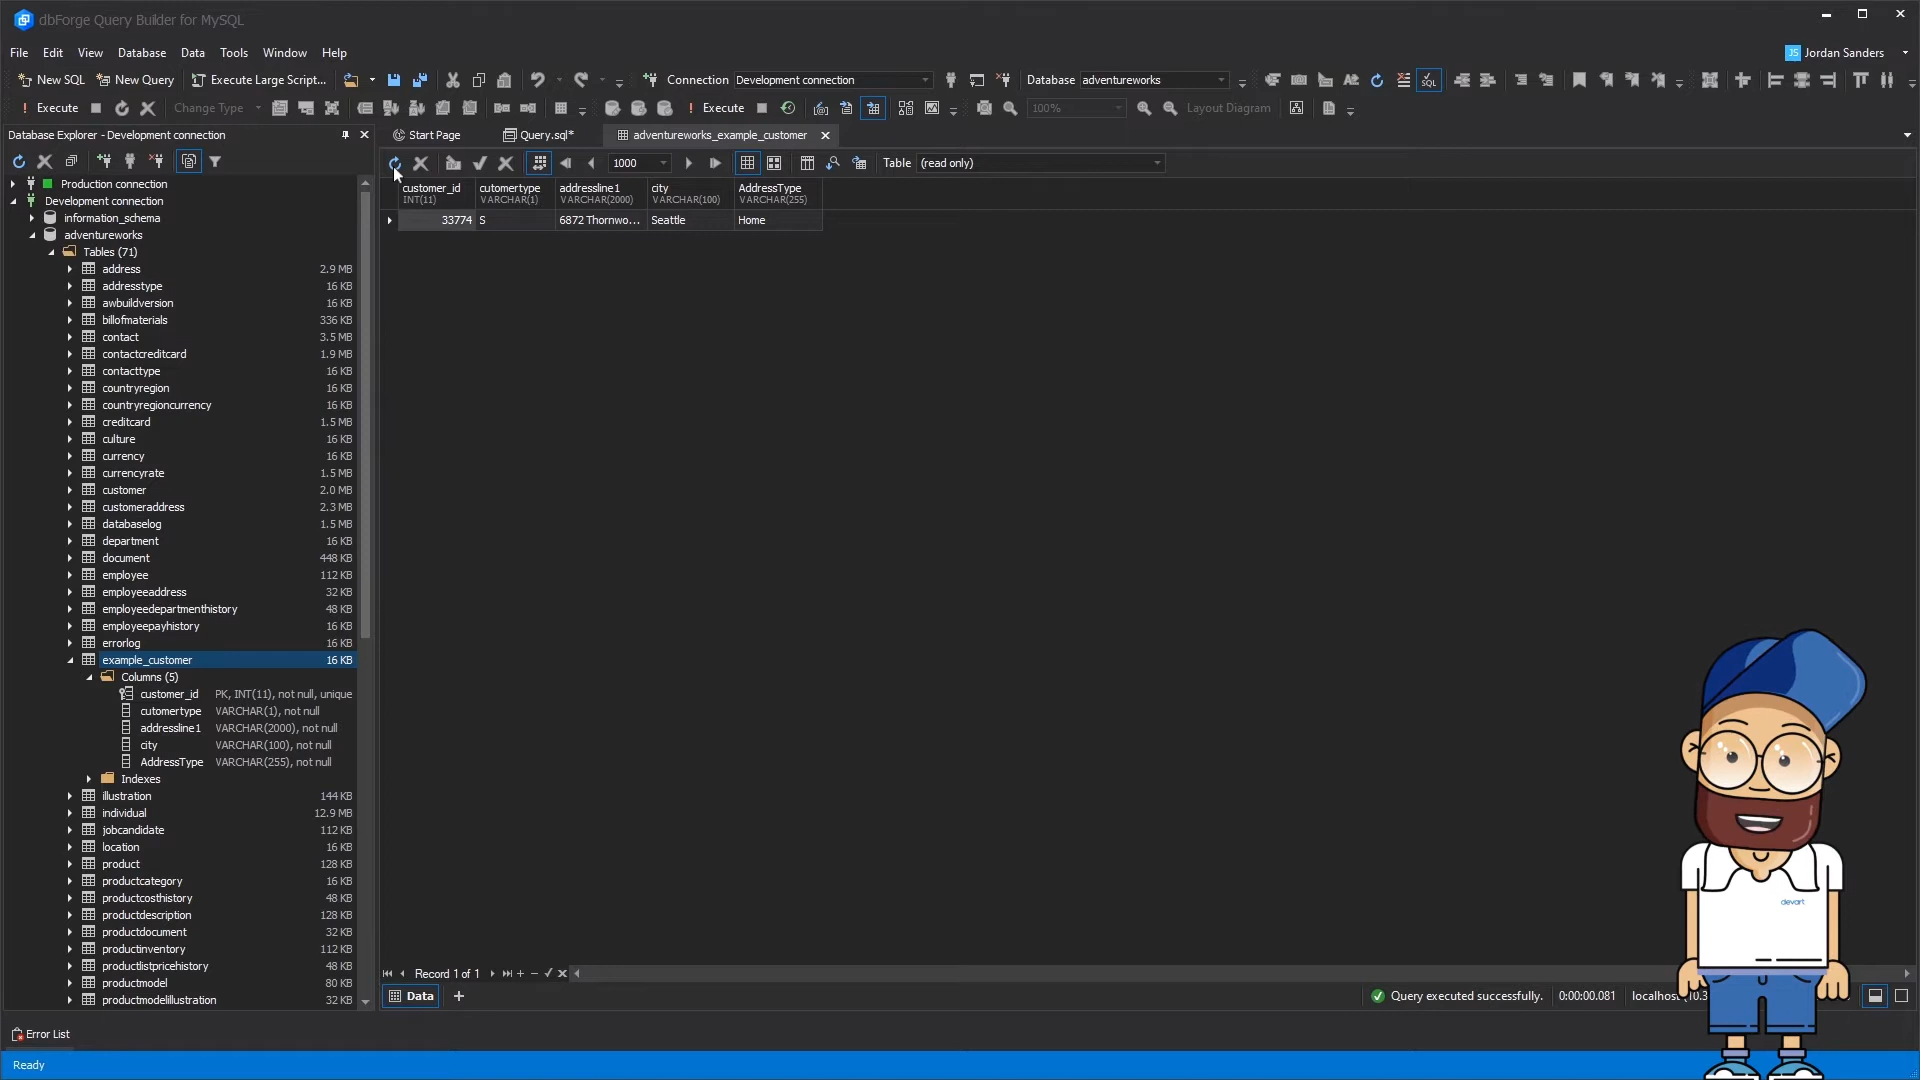 dbForge Query Builder for MySQL
File Edit View Database Data Tools Window Help
Jordan Sanders
New SQL New Query Execute Large Script... Connection Development connection Database adventureworks
Execute Change Type Execute 100% Layout Diagram
Database Explorer - Development connection
Start Page Query.sql* adventureworks_example_customer
1000 Table (read only)
customer_id cutomertype addressline1 city AddressType
INT(11) VARCHAR(1) VARCHAR(2000) VARCHAR(100) VARCHAR(255)
33774 S 6872 Thornwo... Seattle Home
Production connection
Development connection
information_schema
adventureworks
Tables (71)
address 2.9 MB
addresstype 16 KB
awbuildversion 16 KB
billofmaterials 336 KB
contact 3.5 MB
contactcreditcard 1.9 MB
contacttype 16 KB
countryregion 16 KB
countryregioncurrency 16 KB
creditcard 1.5 MB
culture 16 KB
currency 16 KB
currencyrate 1.5 MB
customer 2.0 MB
customeraddress 2.3 MB
databaselog 1.5 MB
department 16 KB
document 448 KB
employee 112 KB
employeeaddress 32 KB
employeedepartmenthistory 48 KB
employeepayhistory 16 KB
errorlog 16 KB
example_customer 16 KB
Columns (5)
customer_id PK, INT(11), not null, unique
cutomertype VARCHAR(1), not null
addressline1 VARCHAR(2000), not null
city VARCHAR(100), not null
AddressType VARCHAR(255), not null
Indexes
illustration 144 KB
individual 12.9 MB
jobcandidate 112 KB
location 16 KB
product 128 KB
productcategory 16 KB
productcosthistory 48 KB
productdescription 128 KB
productdocument 32 KB
productinventory 112 KB
productlistpricehistory 48 KB
productmodel 80 KB
productmodelillustration 32 KB
devart
Record 1 of 1
Data
Query executed successfully. 0:00:00.081 localhost (10.3
Error List
Ready